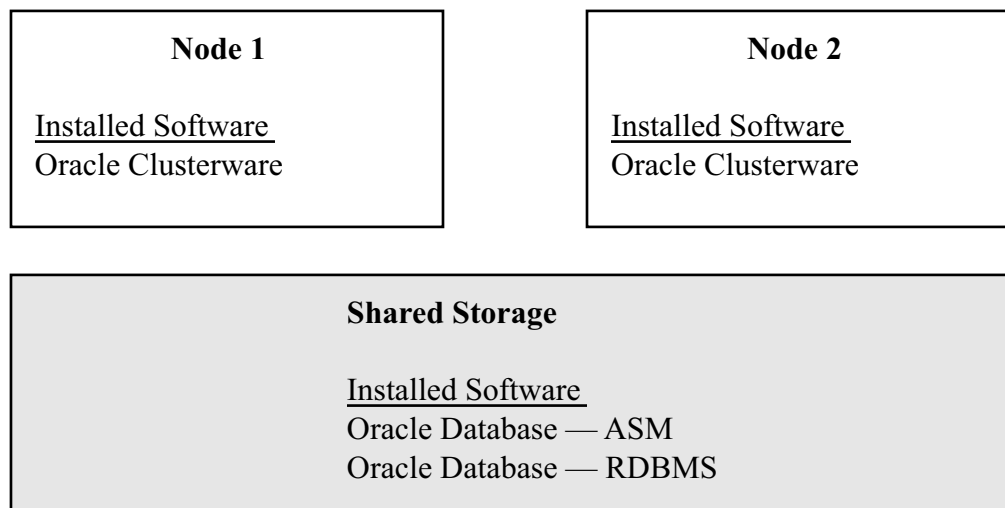 Node 1
Installed Software
Oracle Clusterware
Node 2
Installed Software
Oracle Clusterware
Shared Storage
Installed Software
Oracle Database — ASM
Oracle Database — RDBMS